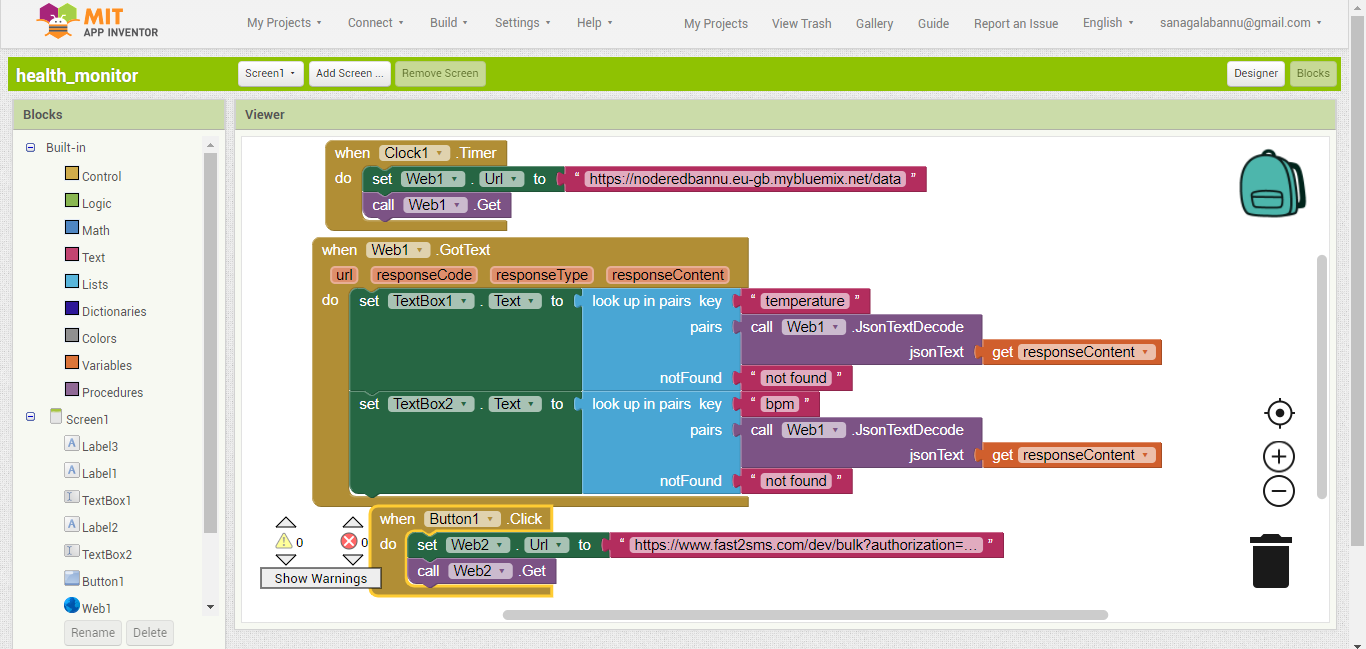 MIT
APP INVENTOR
My Projects Connect Build Settings Help My Projects View Trash Gallery Guide Report an Issue English sanagalabannu@gmail.com
health_monitor Screen1 Add Screen ... Remove Screen Designer Blocks
Blocks Viewer
Built-in
Control
Logic
Math
Text
Lists
Dictionaries
Colors
Variables
Procedures
Screen1
Label3
Label1
TextBox1
Label2
TextBox2
Button1
Web1
Rename Delete
when Clock1 .Timer
do set Web1 . Url to “ https://noderedbannu.eu-gb.mybluemix.net/data ”
call Web1 .Get
when Web1 .GotText
url responseCode responseType responseContent
do set TextBox1 . Text to look up in pairs key “ temperature ”
pairs call Web1 .JsonTextDecode
jsonText get responseContent
notFound “ not found ”
set TextBox2 . Text to look up in pairs key “ bpm ”
pairs call Web1 .JsonTextDecode
jsonText get responseContent
notFound “ not found ”
when Button1 .Click
do set Web2 . Url to “ https://www.fast2sms.com/dev/bulk?authorization=... ”
call Web2 .Get
0 0
Show Warnings